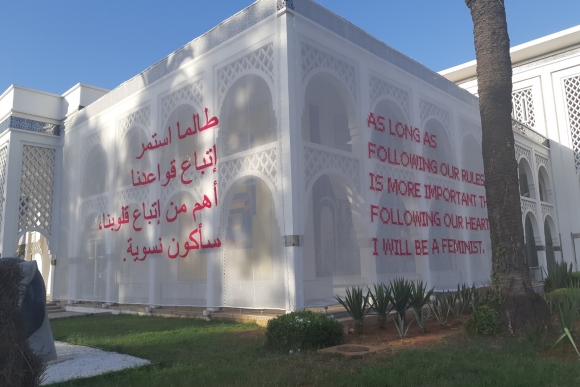 طالما استمر
إتباع قواعدنا
أهم من إتباع قلوبنا،
سأكون نسوية.
AS LONG AS
FOLLOWING OUR RULES
IS MORE IMPORTANT TH
FOLLOWING OUR HEART
I WILL BE A FEMINIST.